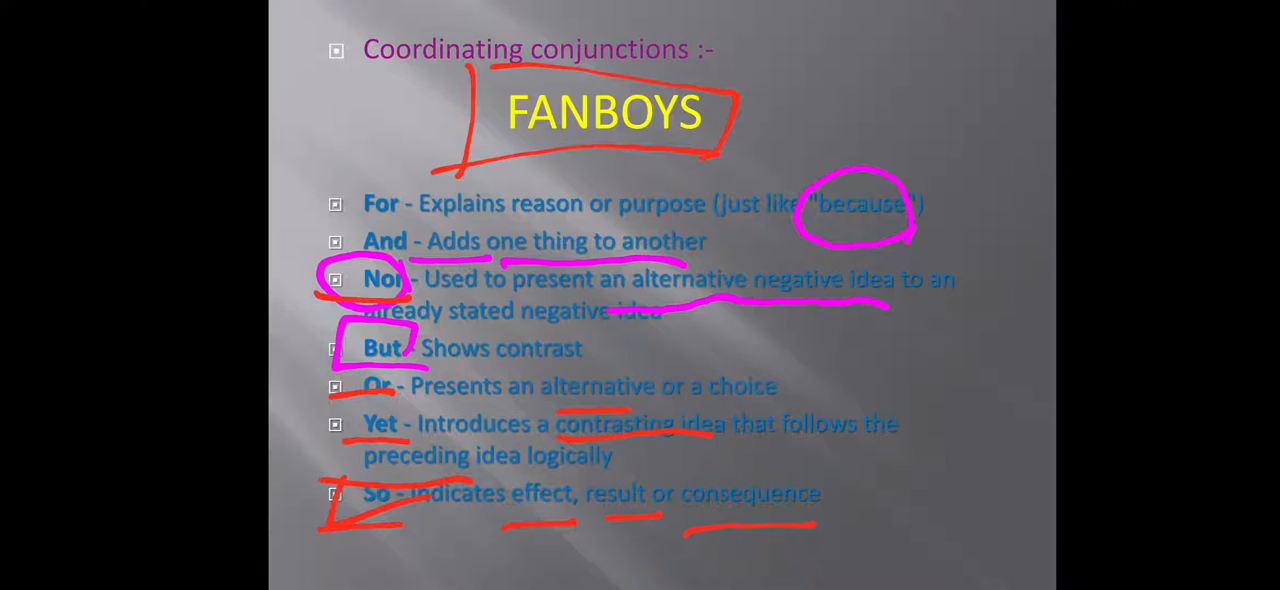 Coordinating conjunctions :-
FANBOYS
For - Explains reason or purpose (just like "because")
And - Adds one thing to another
Nor - Used to present an alternative negative idea to an
already stated negative idea
But - Shows contrast
Or - Presents an alternative or a choice
Yet - Introduces a contrasting idea that follows the
preceding idea logically
So - Indicates effect, result or consequence